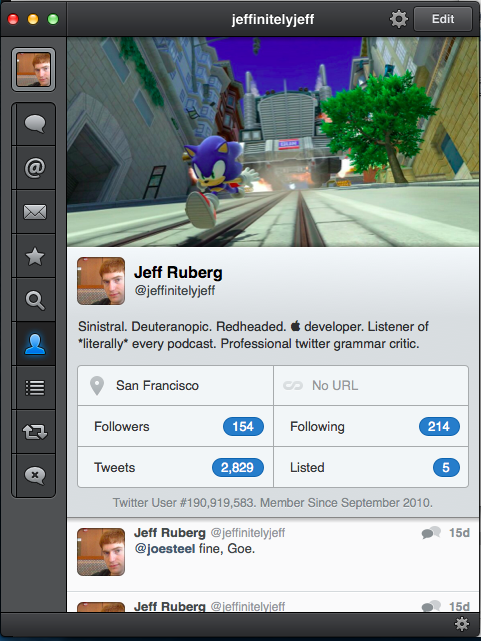 jeffinitelyjeff
Edit
Jeff Ruberg
@jeffinitelyjeff
Sinistral. Deuteranopic. Redheaded.  developer. Listener of
*literally* every podcast. Professional twitter grammar critic.
San Francisco
No URL
Followers 154
Following 214
Tweets 2,829
Listed 5
Twitter User #190,919,583. Member Since September 2010.
Jeff Ruberg @jeffinitelyjeff 15d
@joesteel fine, Goe.
Jeff Ruberg @jeffinitelyjeff 15d